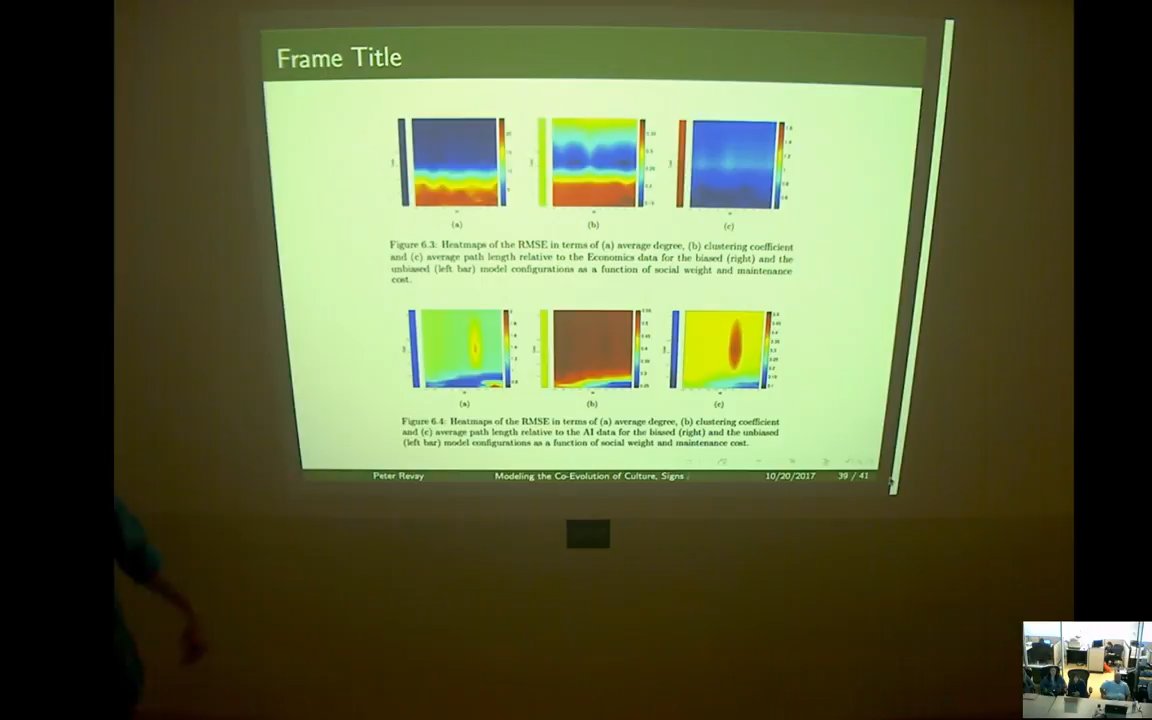 Frame Title
(a)
(b)
(c)
Figure 6.3: Heatmaps of the RMSE in terms of (a) average degree, (b) clustering coefficient
and (c) average path length relative to the Economics data for the biased (right) and the
unbiased (left bar) model configurations as a function of social weight and maintenance
cost.
(a)
(b)
(c)
Figure 6.4: Heatmaps of the RMSE in terms of (a) average degree, (b) clustering coefficient
and (c) average path length relative to the AI data for the biased (right) and the unbiased
(left bar) model configurations as a function of social weight and maintenance cost.
Peter Revay Modeling the Co-Evolution of Culture, Signs 10/20/2017 39 / 41